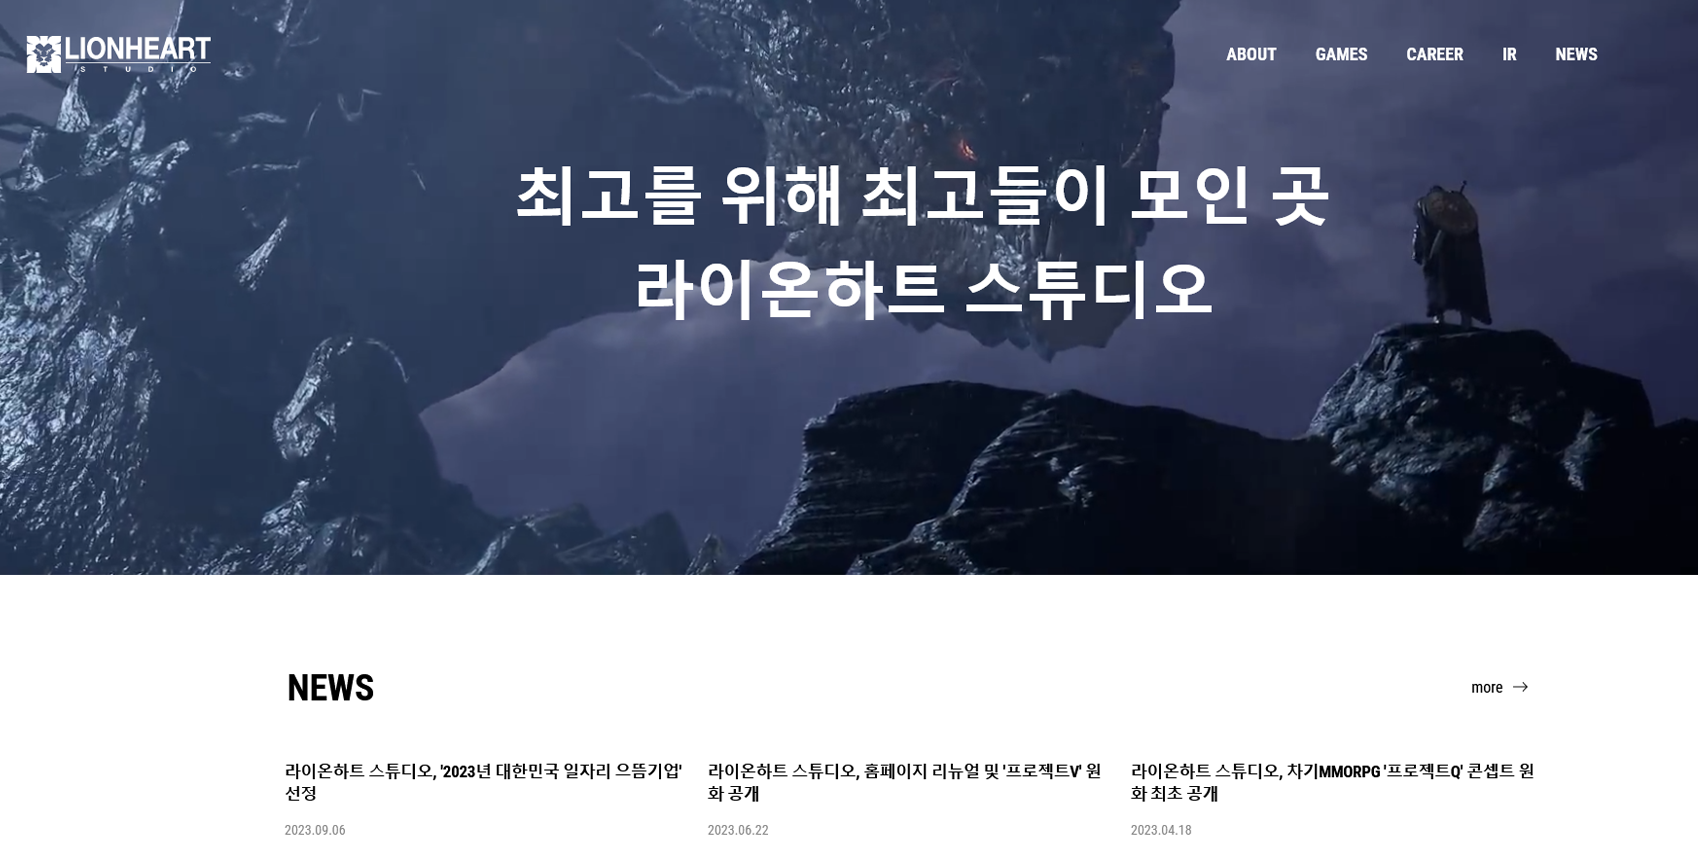 LIONHEART
STUDIO
ABOUT GAMES CAREER IR NEWS
최고를 위해 최고들이 모인 곳
라이온하트 스튜디오
NEWS
more
라이온하트 스튜디오, '2023년 대한민국 일자리 으뜸기업'
선정
2023.09.06
라이온하트 스튜디오, 홈페이지 리뉴얼 및 '프로젝트V' 원
화 공개
2023.06.22
라이온하트 스튜디오, 차기MMORPG '프로젝트Q' 콘셉트 원
화 최초 공개
2023.04.18